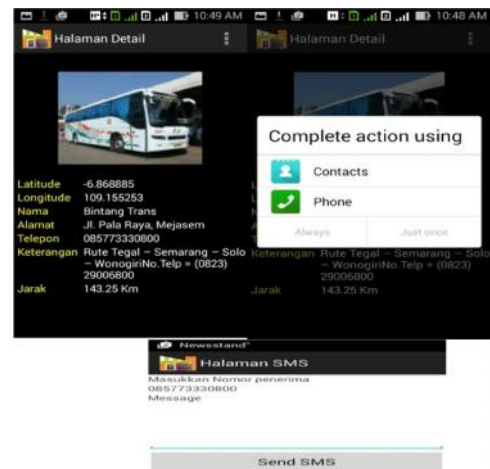 10:49 AM
Halaman Detail
Latitude -6.868885
Longitude 109.155253
Nama Bintang Trans
Alamat Jl. Pala Raya, Mejasem
Telepon 085773330800
Keterangan Rute Tegal – Semarang – Solo
– WonogiriNo.Telp = (0823)
29006800
Jarak 143.25 Km
10:48 AM
Halaman Detail
Complete action using
Contacts
Phone
Always Just once
Keterangan Rute Tegal – Semarang – Solo
– WonogiriNo.Telp = (0823)
29006800
Jarak 143.25 Km
Newsstand"
Halaman SMS
Masukkan Nomor penerima
085773330800
Message
Send SMS